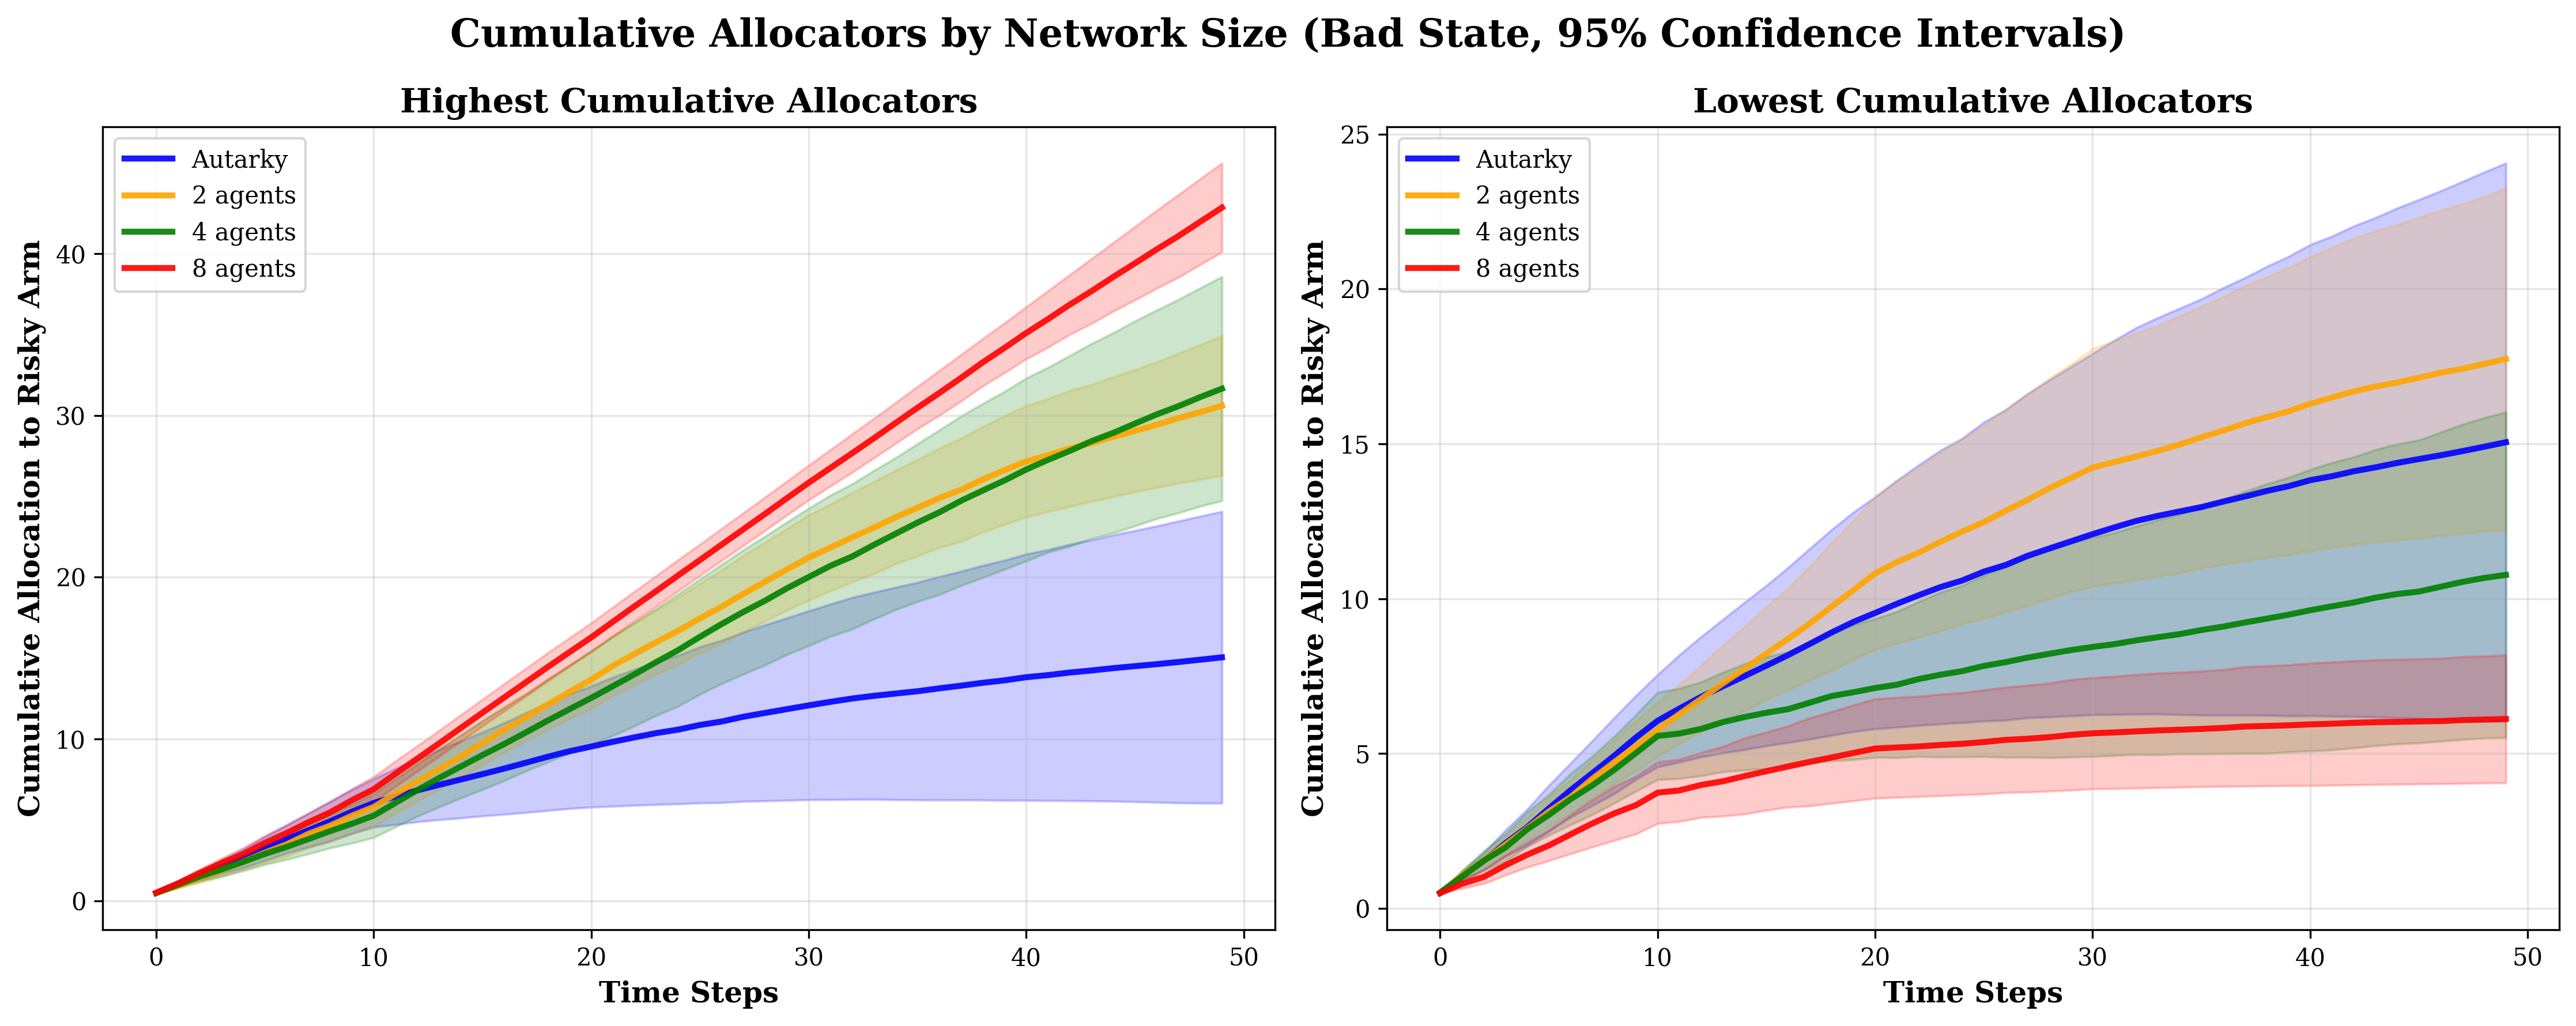 Cumulative Allocators by Network Size (Bad State, 95% Confidence Intervals)
Highest Cumulative Allocators
Autarky
2 agents
4 agents
8 agents
Cumulative Allocation to Risky Arm
40
30
20
10
0
0 10 20 30 40 50
Time Steps
Lowest Cumulative Allocators
Autarky
2 agents
4 agents
8 agents
Cumulative Allocation to Risky Arm
25
20
15
10
5
0
0 10 20 30 40 50
Time Steps